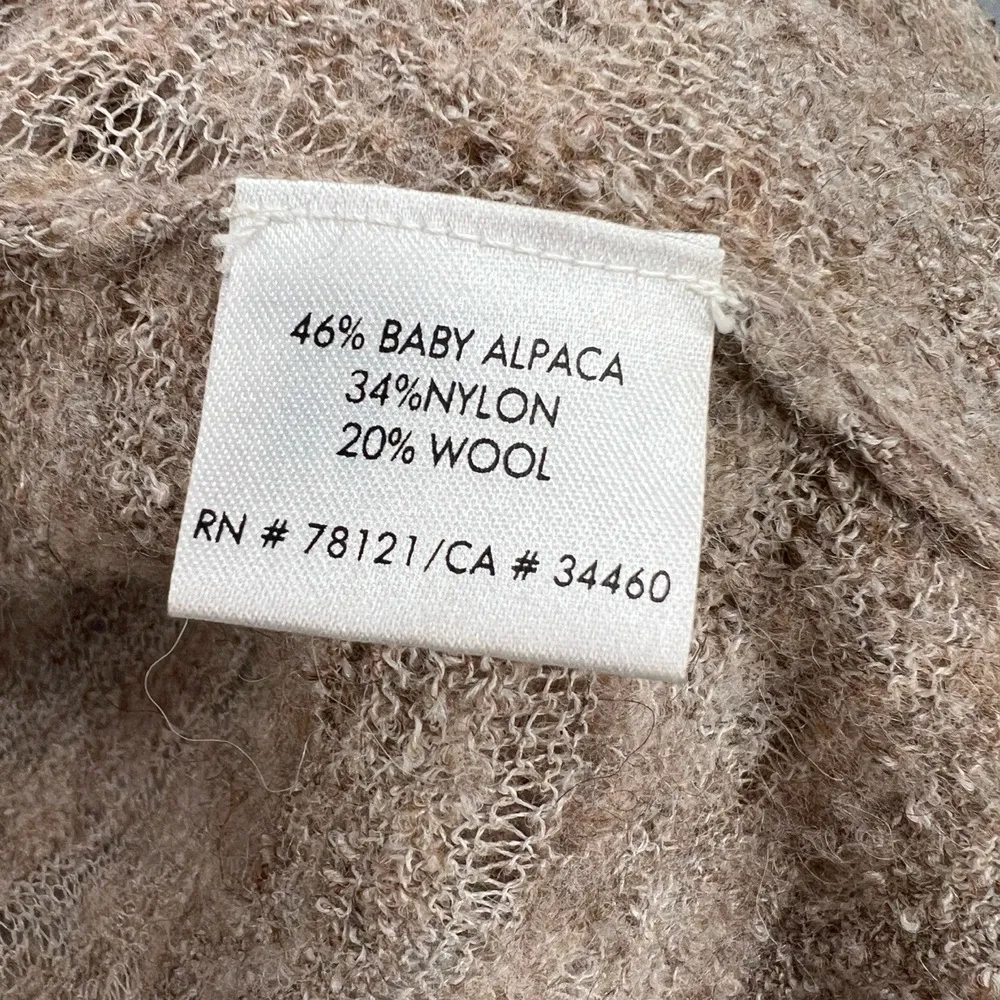 46% BABY ALPACA
34%NYLON
20% WOOL
RN # 78121/CA # 34460